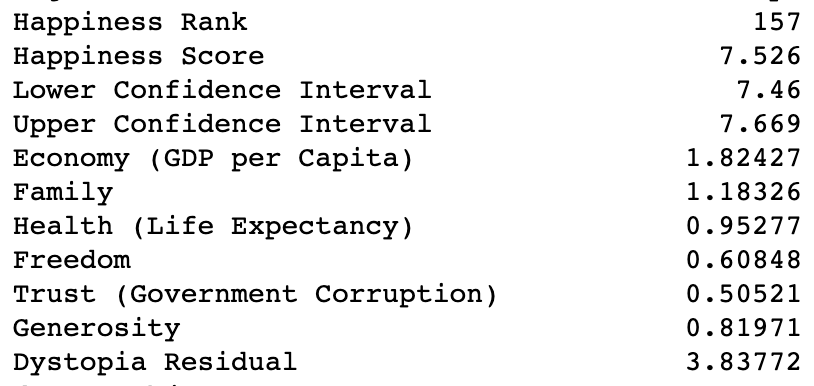 Happiness Rank 157
Happiness Score 7.526
Lower Confidence Interval 7.46
Upper Confidence Interval 7.669
Economy (GDP per Capita) 1.82427
Family 1.18326
Health (Life Expectancy) 0.95277
Freedom 0.60848
Trust (Government Corruption) 0.50521
Generosity 0.81971
Dystopia Residual 3.83772